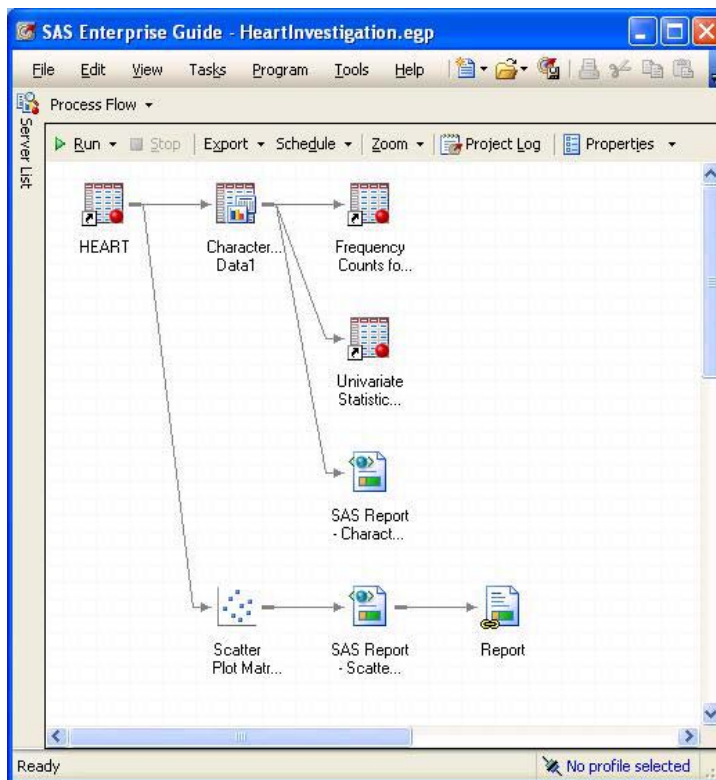 SAS Enterprise Guide - HeartInvestigation.egp
File Edit View Tasks Program Tools Help
Process Flow
Server List
Run Stop Export Schedule Zoom Project Log Properties
HEART
Character...
Data1
Frequency
Counts fo...
Univariate
Statistic...
SAS Report
- Charact...
Scatter
Plot Matr...
SAS Report
- Scatte...
Report
Ready
No profile selected